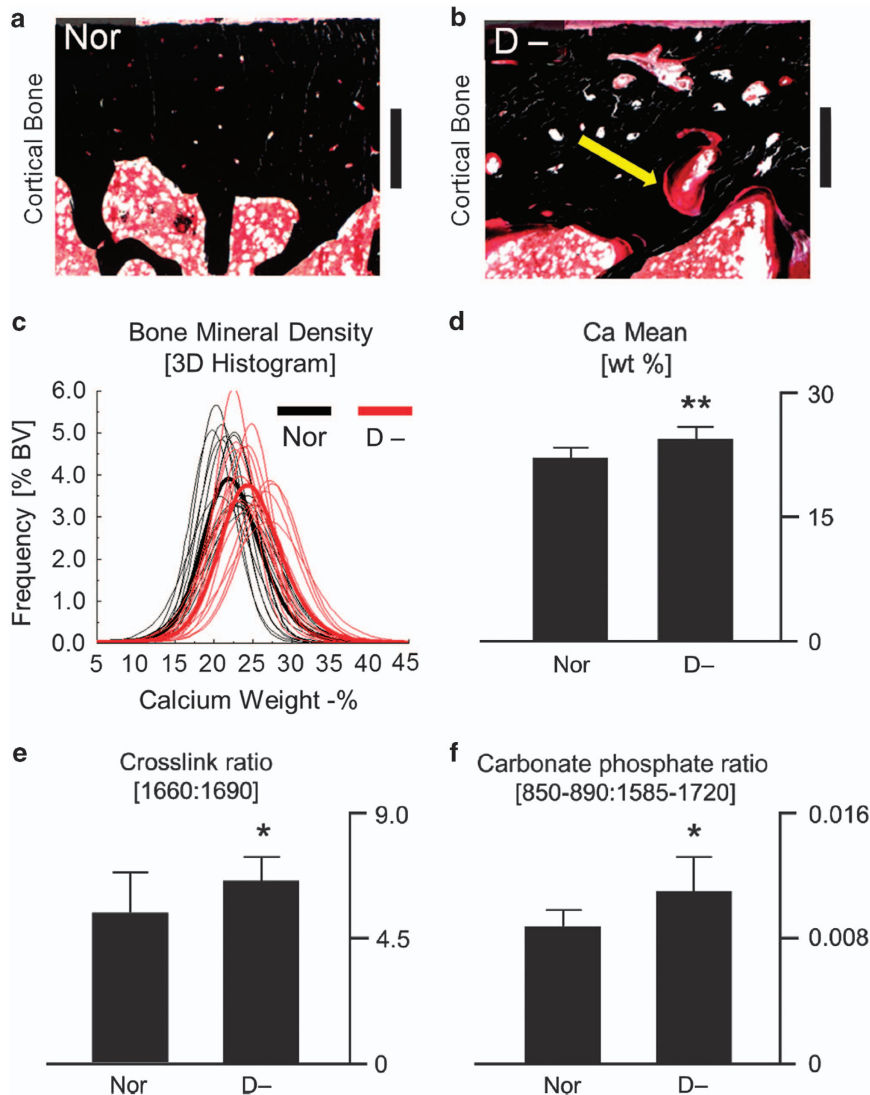 a
Nor
Cortical Bone
b
D –
Cortical Bone
c
Bone Mineral Density
[3D Histogram]
6.0
5.0
4.0
3.0
2.0
1.0
0.0
Frequency [% BV]
Nor
D –
5
15
20
25
30
35
45
Calcium Weight -%
d
Ca Mean
[wt %]
**
30
15
0
Nor
D–
e
Crosslink ratio
[1660:1690]
*
9.0
4.5
0
Nor
D–
f
Carbonate phosphate ratio
[850-890:1585-1720]
*
0.016
0.008
0
Nor
D–